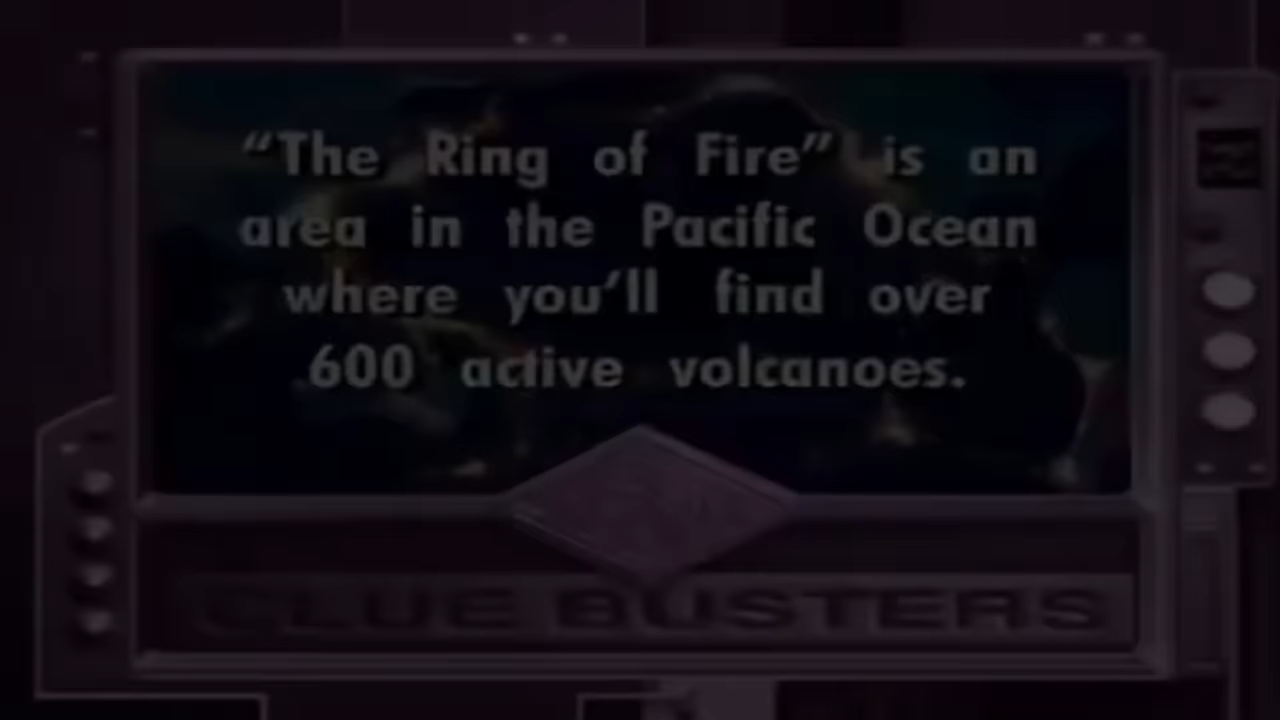 “The Ring of Fire” is an
area in the Pacific Ocean
where you’ll find over
600 active volcanoes.
CLUE BUSTERS